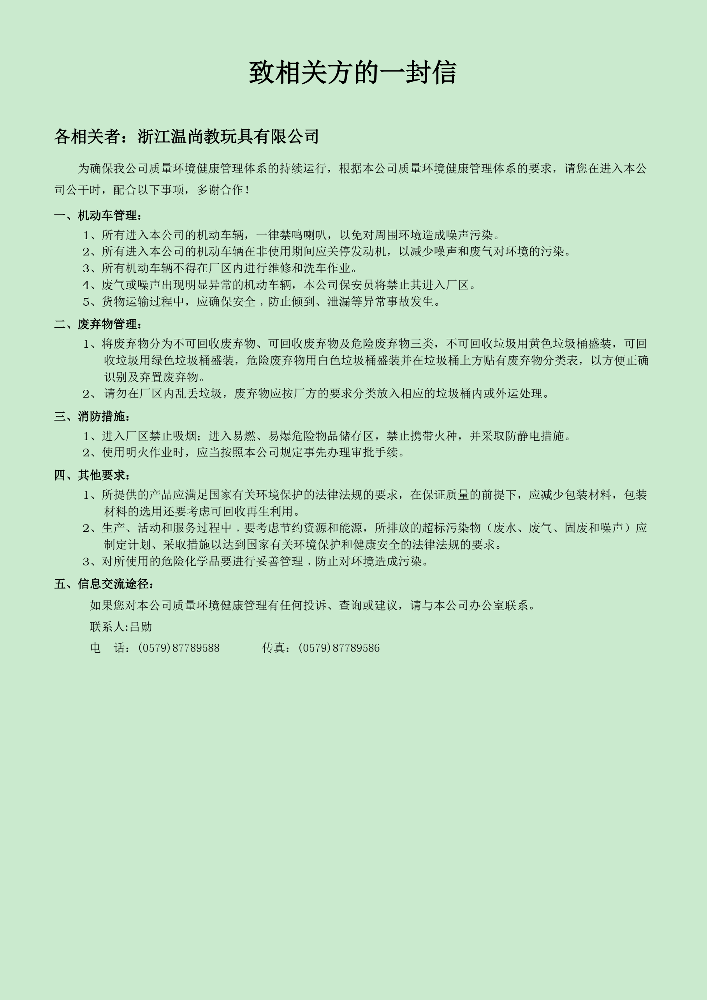 致相关方的一封信
各相关者：浙江温尚教玩具有限公司
为确保我公司质量环境健康管理体系的持续运行，根据本公司质量环境健康管理体系的要求，请您在进入本公
司公干时，配合以下事项，多谢合作！
一、机动车管理：
1、所有进入本公司的机动车辆，一律禁鸣喇叭，以免对周围环境造成噪声污染。
2、所有进入本公司的机动车辆在非使用期间应关停发动机，以减少噪声和废气对环境的污染。
3、所有机动车辆不得在厂区内进行维修和洗车作业。
4、废气或噪声出现明显异常的机动车辆，本公司保安员将禁止其进入厂区。
5、货物运输过程中，应确保安全﹐防止倾到、泄漏等异常事故发生。
二、废弃物管理：
1、将废弃物分为不可回收废弃物、可回收废弃物及危险废弃物三类，不可回收垃圾用黄色垃圾桶盛装，可回
收垃圾用绿色垃圾桶盛装，危险废弃物用白色垃圾桶盛装并在垃圾桶上方贴有废弃物分类表，以方便正确
识别及弃置废弃物。
2、 请勿在厂区内乱丢垃圾，废弃物应按厂方的要求分类放入相应的垃圾桶内或外运处理。
三、消防措施：
1、进入厂区禁止吸烟；进入易燃、易爆危险物品储存区，禁止携带火种，并采取防静电措施。
2、使用明火作业时，应当按照本公司规定事先办理审批手续。
四、其他要求：
1、所提供的产品应满足国家有关环境保护的法律法规的要求，在保证质量的前提下，应减少包装材料，包装
材料的选用还要考虑可回收再生利用。
2、生产、活动和服务过程中﹐要考虑节约资源和能源，所排放的超标污染物（废水、废气、固废和噪声）应
制定计划、采取措施以达到国家有关环境保护和健康安全的法律法规的要求。
3、对所使用的危险化学品要进行妥善管理﹐防止对环境造成污染。
五、信息交流途径：
如果您对本公司质量环境健康管理有任何投诉、查询或建议，请与本公司办公室联系。
联系人:吕勋
电　话：(0579)87789588　　　传真：(0579)87789586